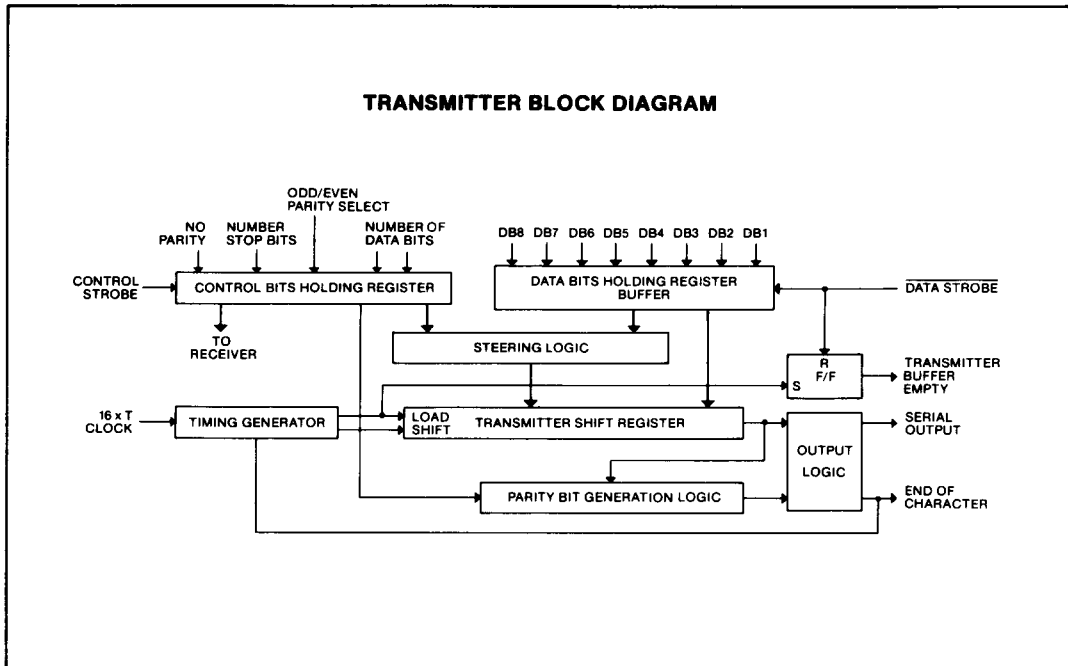 TRANSMITTER BLOCK DIAGRAM
ODD/EVEN
PARITY SELECT
NO
PARITY
NUMBER
STOP BITS
NUMBER OF
DATA BITS
DB8 DB7 DB6 DB5 DB4 DB3 DB2 DB1
CONTROL
STROBE
CONTROL BITS HOLDING REGISTER
DATA BITS HOLDING REGISTER
BUFFER
DATA STROBE
TO
RECEIVER
STEERING LOGIC
R
F/F
S
TRANSMITTER
BUFFER
EMPTY
16 x T
CLOCK
TIMING GENERATOR
LOAD
SHIFT
TRANSMITTER SHIFT REGISTER
SERIAL
OUTPUT
OUTPUT
LOGIC
PARITY BIT GENERATION LOGIC
END OF
CHARACTER